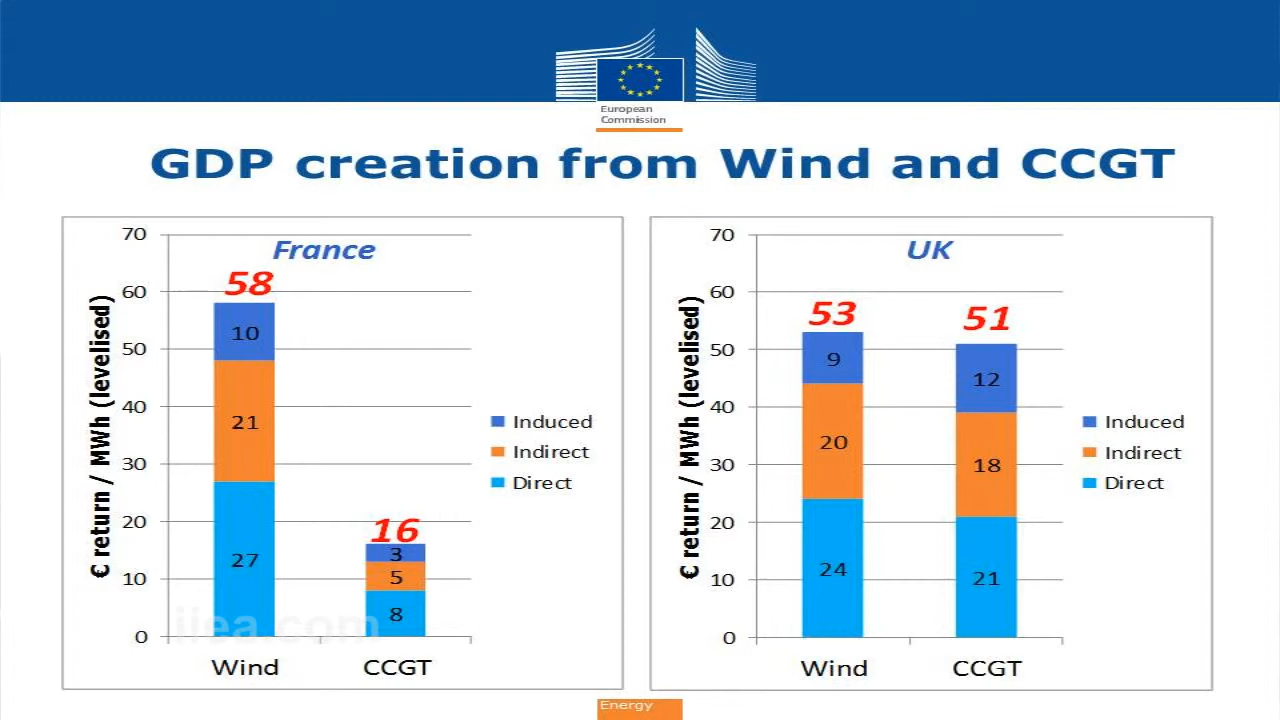 European
Commission
GDP creation from Wind and CCGT
France
€ return / MWh (levelised)
70
60
50
40
30
20
10
0
58
10
21
27
16
3
5
8
Wind
CCGT
Induced
Indirect
Direct
iiea.com
UK
€ return / MWh (levelised)
70
60
50
40
30
20
10
0
53
9
20
24
51
12
18
21
Wind
CCGT
Induced
Indirect
Direct
Energy